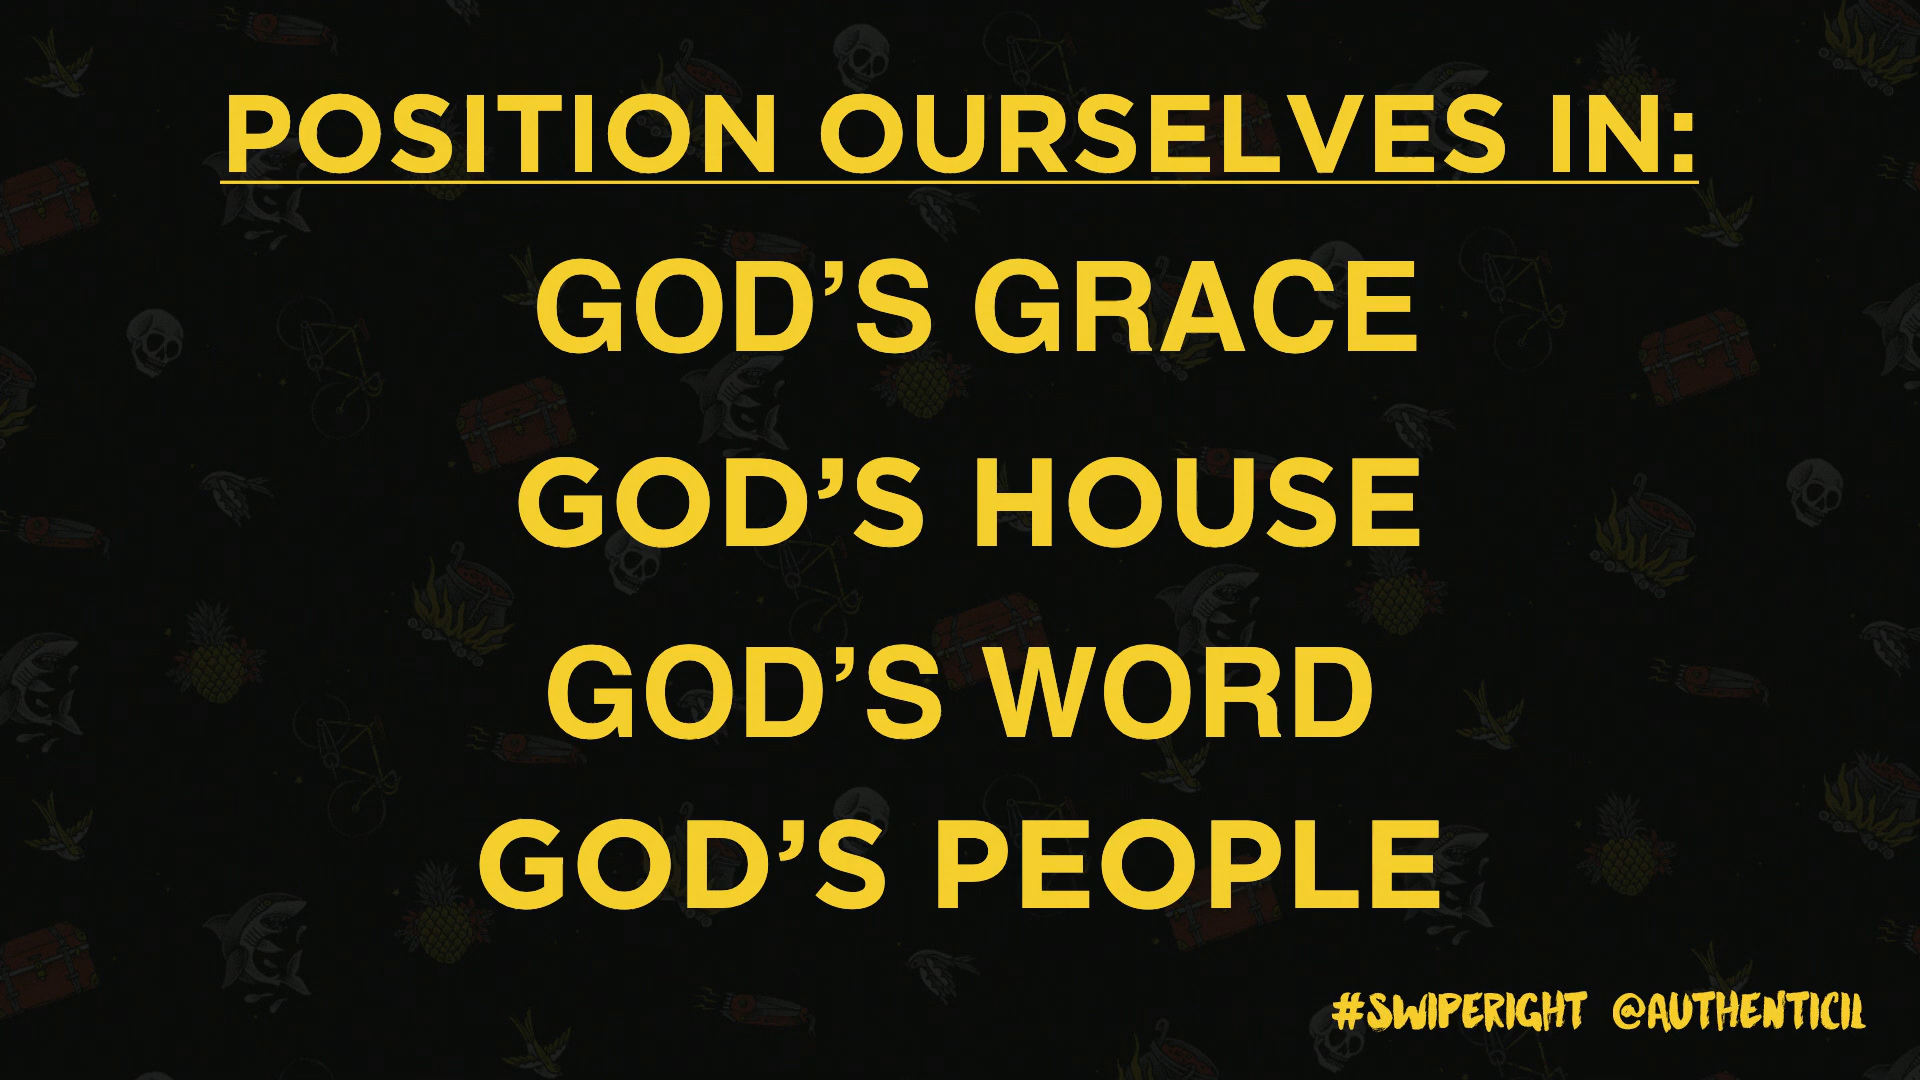 POSITION OURSELVES IN:
GOD’S GRACE
GOD’S HOUSE
GOD’S WORD
GOD’S PEOPLE
#SWIPERIGHT @AUTHENTICIL